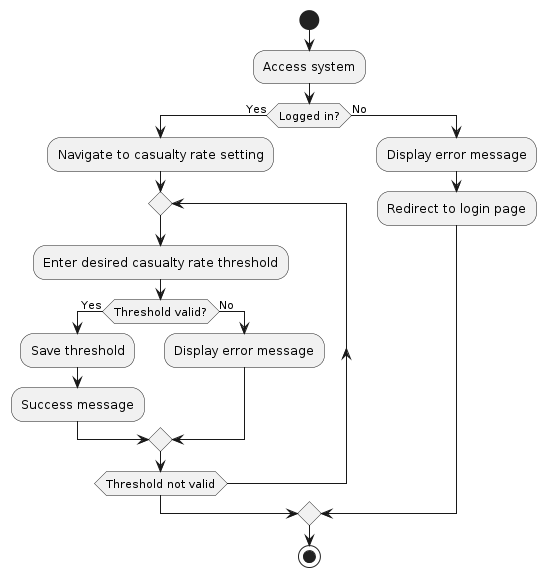 Access system
Yes
Logged in?
No
Navigate to casualty rate setting
Display error message
Redirect to login page
Enter desired casualty rate threshold
Yes
Threshold valid?
No
Save threshold
Display error message
Success message
Threshold not valid